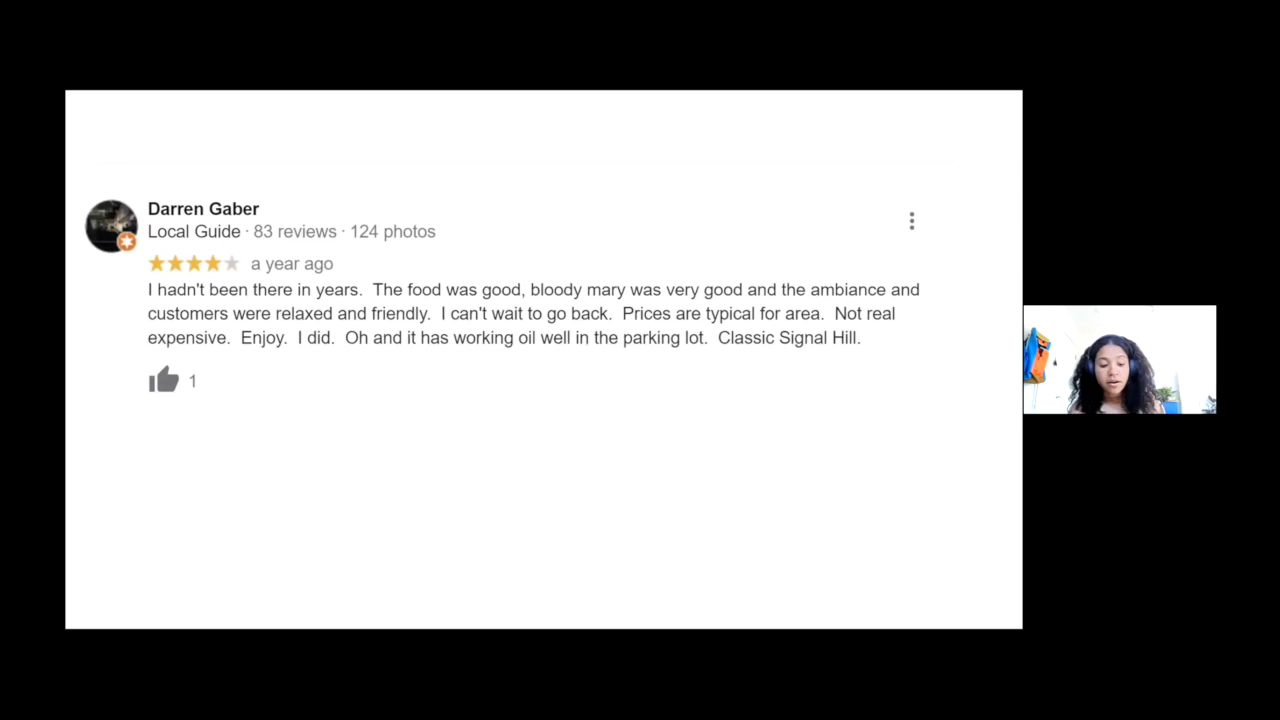 Darren Gaber
Local Guide · 83 reviews · 124 photos
a year ago
I hadn't been there in years.  The food was good, bloody mary was very good and the ambiance and
customers were relaxed and friendly.  I can't wait to go back.  Prices are typical for area.  Not real
expensive.  Enjoy.  I did.  Oh and it has working oil well in the parking lot.  Classic Signal Hill.
1